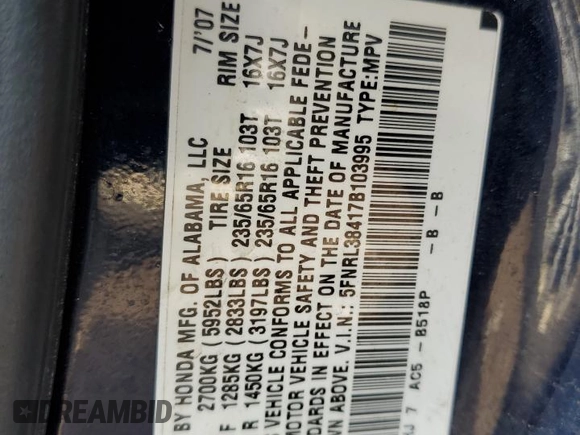 BY HONDA MFG. OF ALABAMA, LLC 7/'07
2700KG (5952LBS) TIRE SIZE RIM SIZE
F 1285KG (2833LBS) 235/65R16 103T 16X7J
R 1450KG (3197LBS) 235/65R16 103T 16X7J
VEHICLE CONFORMS TO ALL APPLICABLE FEDE-
MOTOR VEHICLE SAFETY AND THEFT PREVENTION
DARDS IN EFFECT ON THE DATE OF MANUFACTURE
WN ABOVE. V.I.N.: 5FNRL38417B103995 TYPE:MPV
7 AC5 - B518P - B - B
DREAMBID